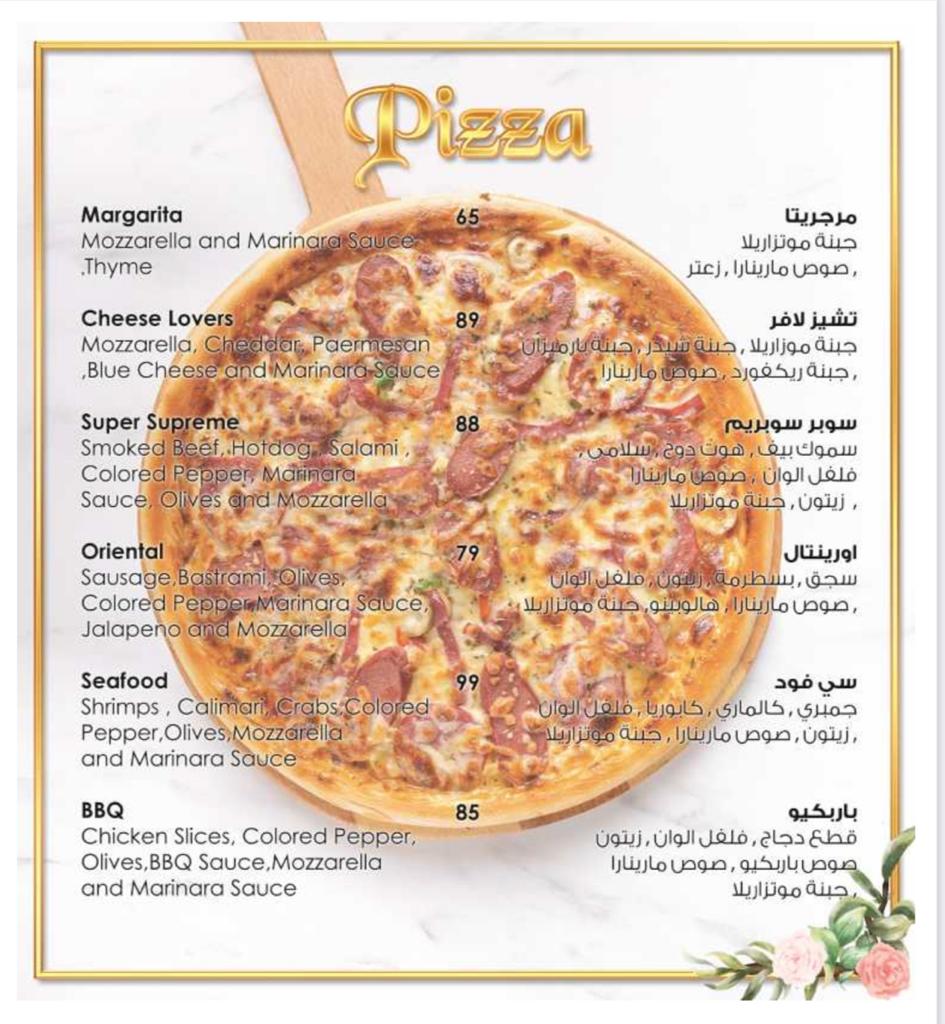 Pizza
Margarita 65 مرجريتا
Mozzarella and Marinara Sauce جبنة موتزاريلا
,Thyme , صوص مارينارا , زعتر
Cheese Lovers 89 تشيز لافر
Mozzarella, Cheddar, Paermesan جبنة موزاريلا , جبنة شيدر , جبنة بارميزان
,Blue Cheese and Marinara Sauce , جبنة ريكفورد , صوص مارينارا
Super Supreme 88 سوبر سوبريم
Smoked Beef, Hotdog , Salami , سموك بيف , هوت دوج , سلامي ,
Colored Pepper, Marinara فلفل الوان , صوص مارينارا
Sauce, Olives and Mozzarella , زيتون , جبنة موتزاريلا
Oriental 79 اورينتال
Sausage,Bastrami, Olives, سجق , بسطرمة , زيتون , فلفل الوان
Colored Pepper,Marinara Sauce, , صوص مارينارا , هالوبينو, جبنة موتزاريلا
Jalapeno and Mozzarella
Seafood 99 سي فود
Shrimps , Calimari, Crabs,Colored جمبري , كالماري , كابوريا , فلفل الوان
Pepper,Olives,Mozzarella , زيتون , صوص مارينارا , جبنة موتزاريلا
and Marinara Sauce
BBQ 85 باربكيو
Chicken Slices, Colored Pepper, قطع دجاج , فلفل الوان , زيتون
Olives,BBQ Sauce,Mozzarella صوص باربكيو , صوص مارينارا
and Marinara Sauce , جبنة موتزاريلا